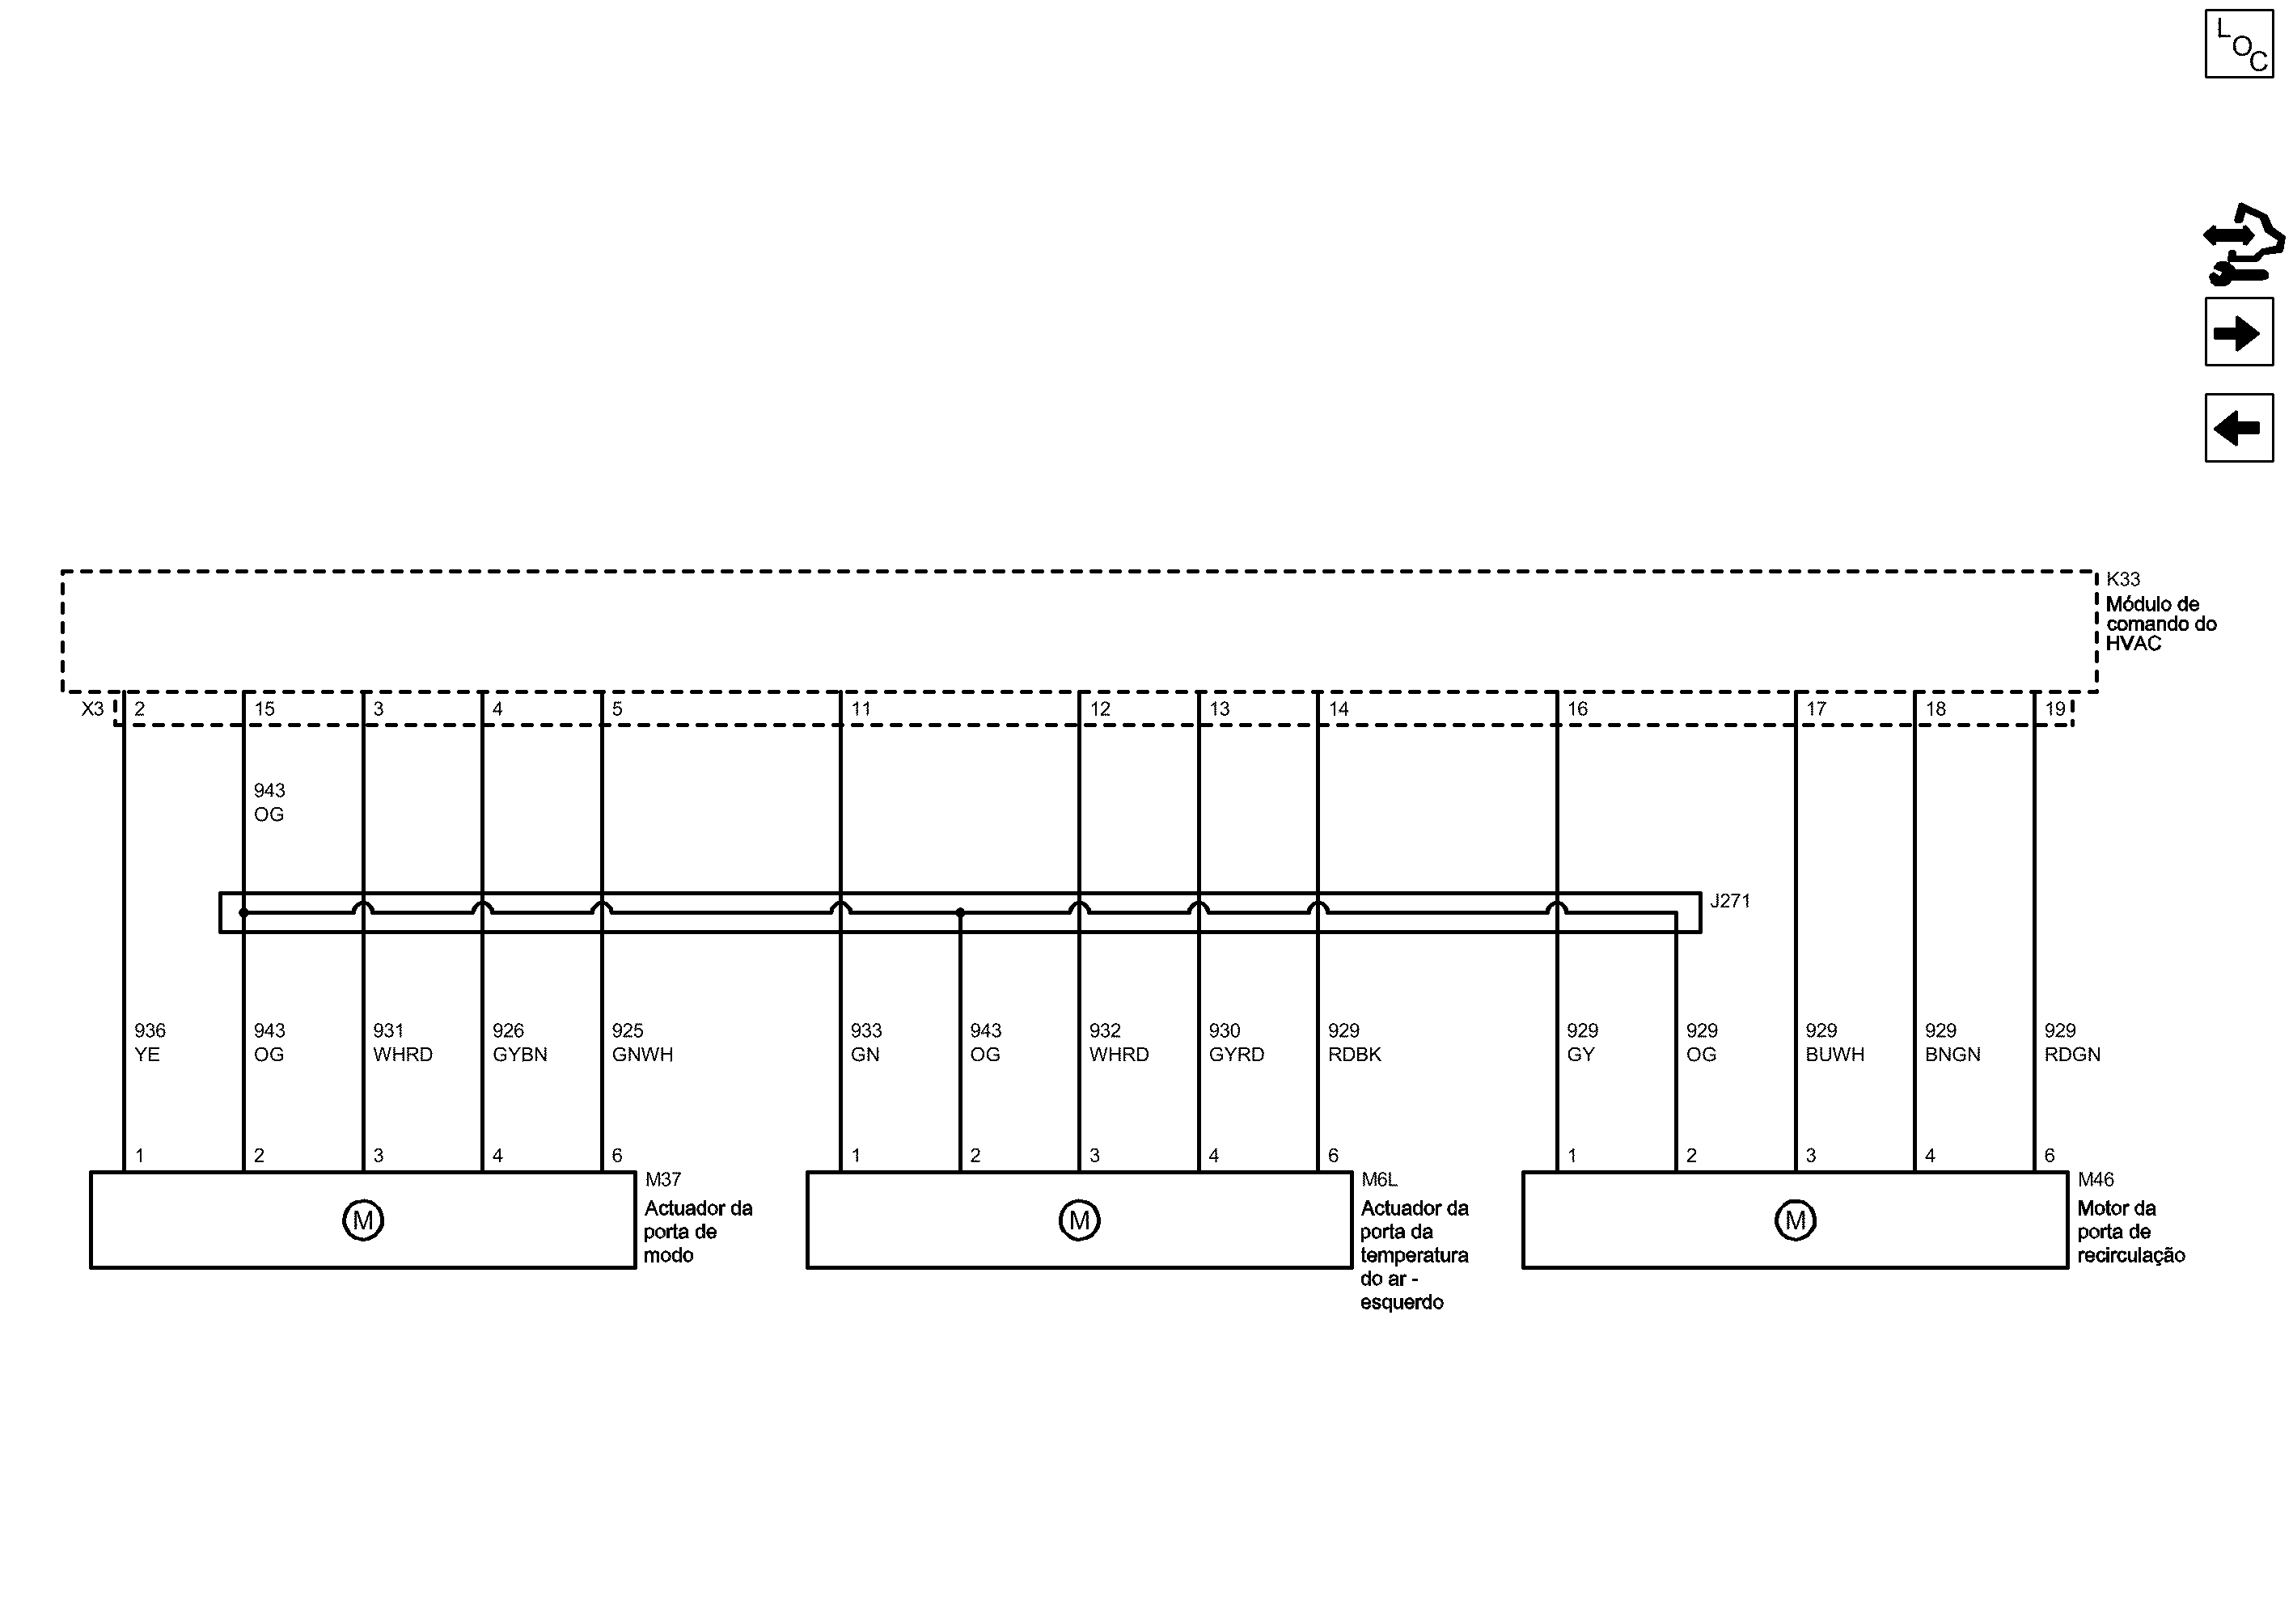 LOC
K33
Módulo de
comando do
HVAC
X3 2 15 3 4 5 11 12 13 14 16 17 18 19
943
OG
J271
936 943 931 926 925 933 943 932 930 929 929 929 929 929 929
YE OG WHRD GYBN GNWH GN OG WHRD GYRD RDBK GY OG BUWH BNGN RDGN
1 2 3 4 6 1 2 3 4 6 1 2 3 4 6
M37
M
Actuador da
porta de
modo
M6L
M
Actuador da
porta da
temperatura
do ar -
esquerdo
M46
M
Motor da
porta de
recirculação